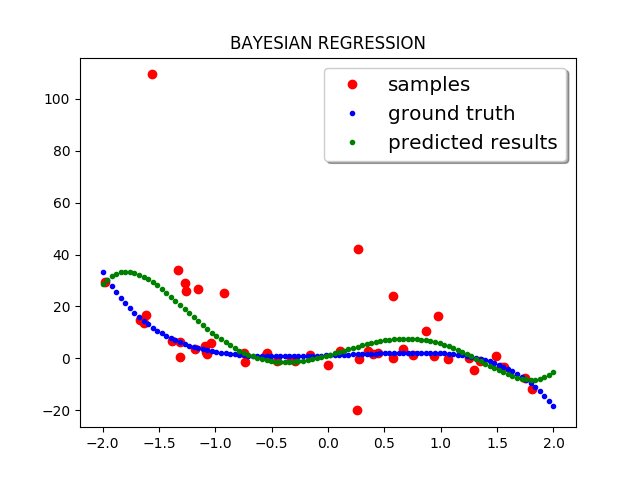 BAYESIAN REGRESSION
samples
ground truth
predicted results
100
80
60
40
20
0
−20
−2.0 −1.5 −1.0 −0.5 0.0 0.5 1.0 1.5 2.0